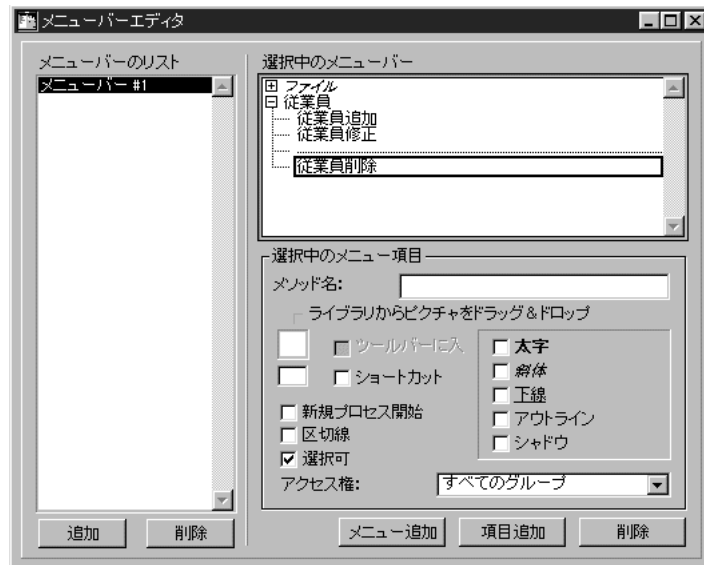 メニューバーエディタ
メニューバーのリスト
メニューバー #1
追加
削除
選択中のメニューバー
ファイル
従業員
従業員追加
従業員修正
従業員削除
選択中のメニュー項目
メソッド名:
ライブラリからピクチャをドラッグ&ドロップ
ツールバーに入
ショートカット
新規プロセス開始
区切線
選択可
太字
斜体
下線
アウトライン
シャドウ
アクセス権:
すべてのグループ
メニュー追加
項目追加
削除